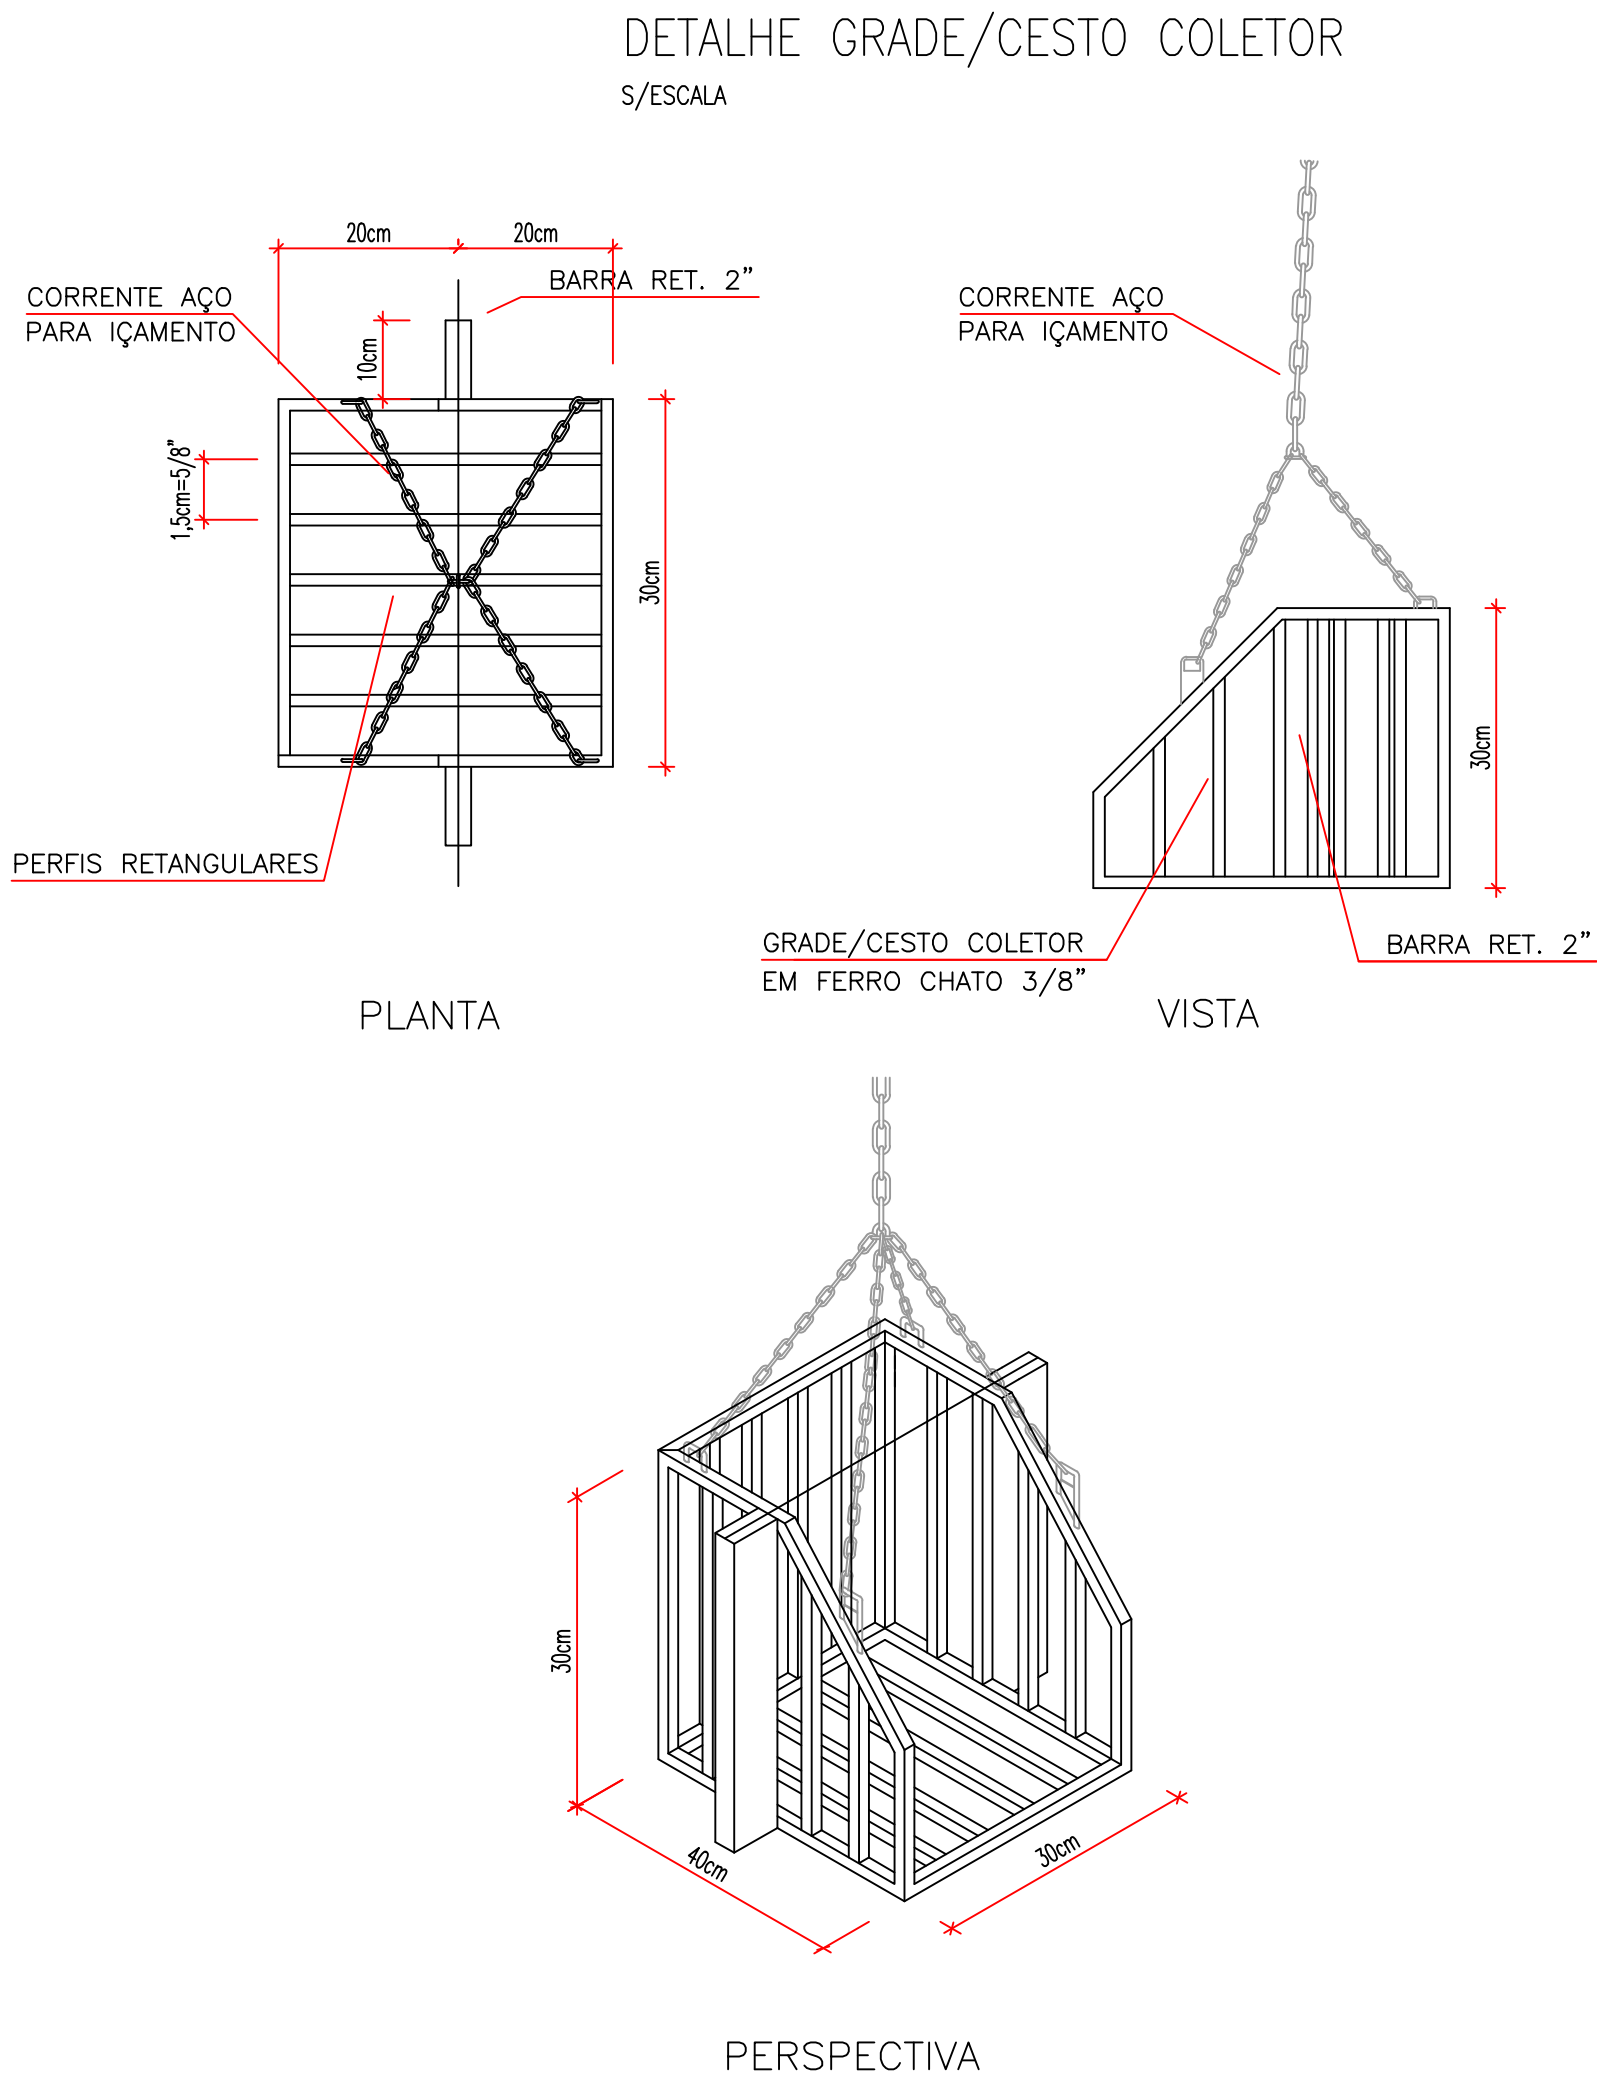 DETALHE GRADE/CESTO COLETOR
S/ESCALA
20cm
20cm
BARRA RET. 2”
CORRENTE AÇO
PARA IÇAMENTO
10cm
1,5cm=5/8”
30cm
PERFIS RETANGULARES
PLANTA
CORRENTE AÇO
PARA IÇAMENTO
30cm
GRADE/CESTO COLETOR
EM FERRO CHATO 3/8”
BARRA RET. 2”
VISTA
30cm
40cm
30cm
PERSPECTIVA